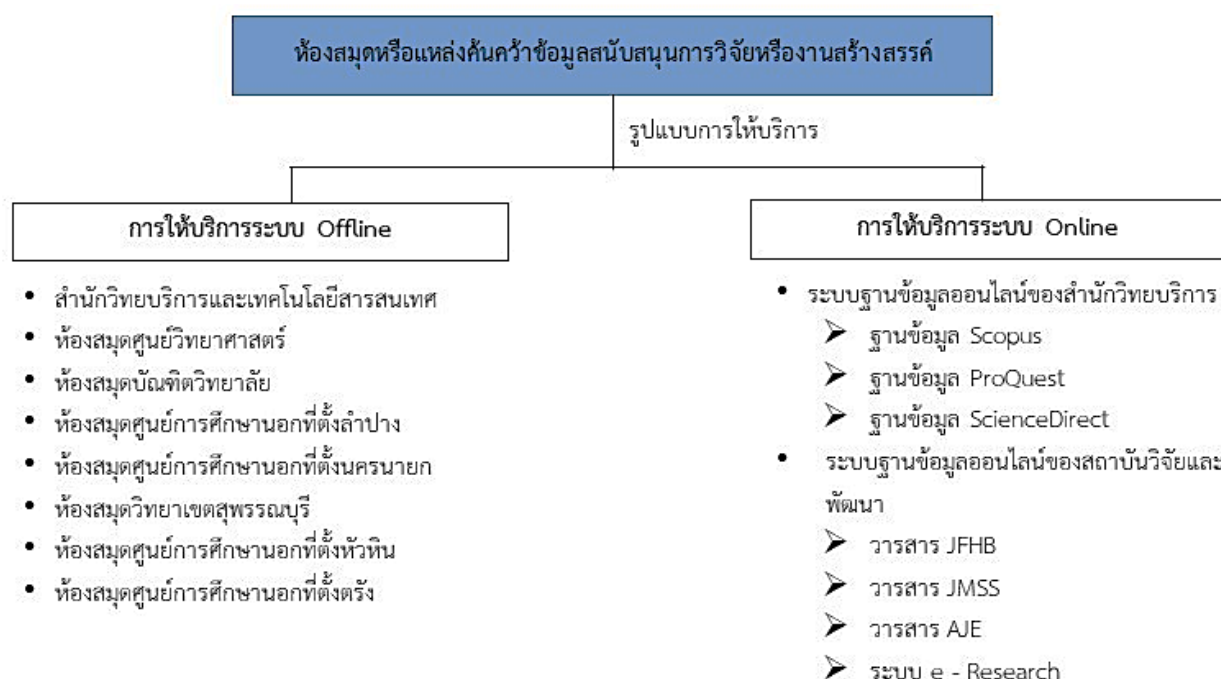 ห้องสมุดหรือแหล่งค้นคว้าข้อมูลสนับสนุนการวิจัยหรืองานสร้างสรรค์
รูปแบบการให้บริการ
การให้บริการระบบ Offline
• สำนักวิทยบริการและเทคโนโลยีสารสนเทศ
• ห้องสมุดศูนย์วิทยาศาสตร์
• ห้องสมุดบัณฑิตวิทยาลัย
• ห้องสมุดศูนย์การศึกษานอกที่ตั้งลำปาง
• ห้องสมุดศูนย์การศึกษานอกที่ตั้งนครนายก
• ห้องสมุดวิทยาเขตสุพรรณบุรี
• ห้องสมุดศูนย์การศึกษานอกที่ตั้งหัวหิน
• ห้องสมุดศูนย์การศึกษานอกที่ตั้งตรัง
การให้บริการระบบ Online
• ระบบฐานข้อมูลออนไลน์ของสำนักวิทยบริการ
➤ ฐานข้อมูล Scopus
➤ ฐานข้อมูล ProQuest
➤ ฐานข้อมูล ScienceDirect
• ระบบฐานข้อมูลออนไลน์ของสถาบันวิจัยและ
พัฒนา
➤ วารสาร JFHB
➤ วารสาร JMSS
➤ วารสาร AJE
➤ ระบบ e - Research